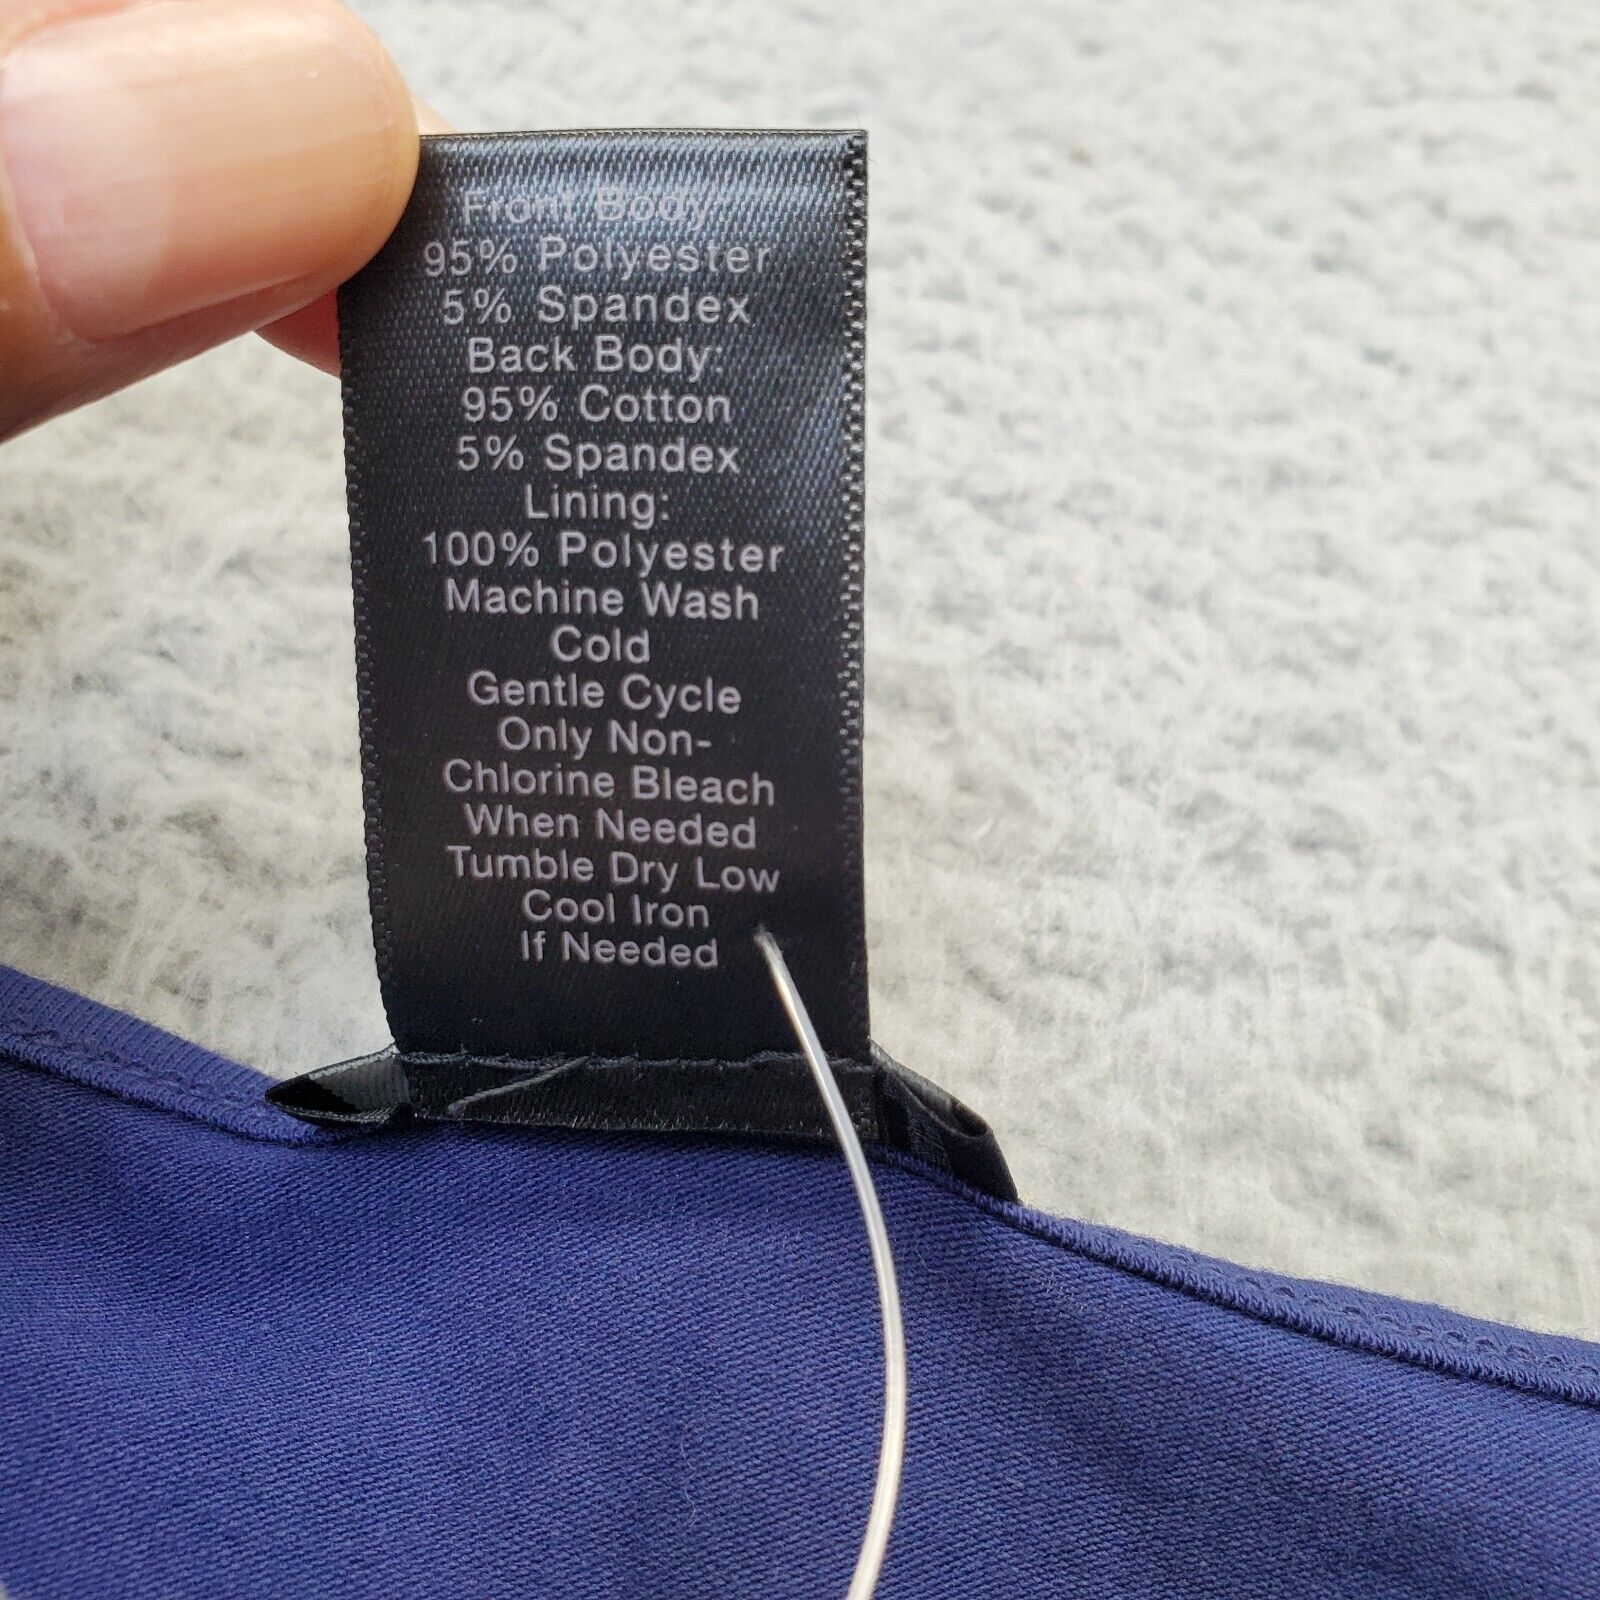 Front Body:
95% Polyester
5% Spandex
Back Body:
95% Cotton
5% Spandex
Lining:
100% Polyester
Machine Wash
Cold
Gentle Cycle
Only Non-
Chlorine Bleach
When Needed
Tumble Dry Low
Cool Iron
If Needed